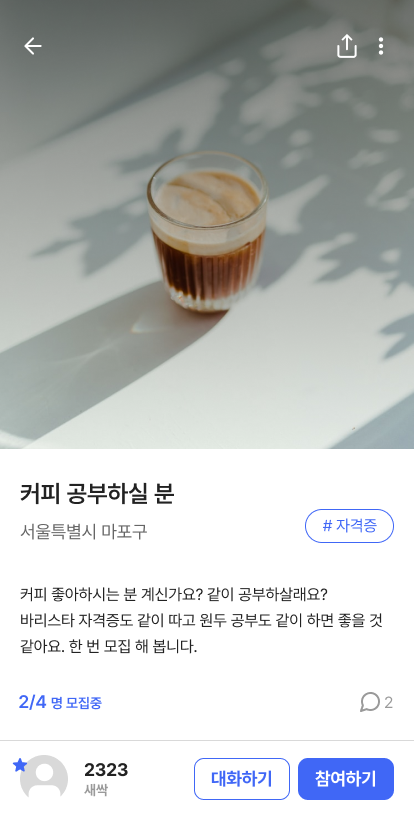 커피 공부하실 분
서울특별시 마포구
# 자격증
커피 좋아하시는 분 계신가요? 같이 공부하살래요?
바리스타 자격증도 같이 따고 원두 공부도 같이 하면 좋을 것
같아요. 한 번 모집 해 봅니다.
2/4 명 모집중
2
2323
새싹
대화하기
참여하기